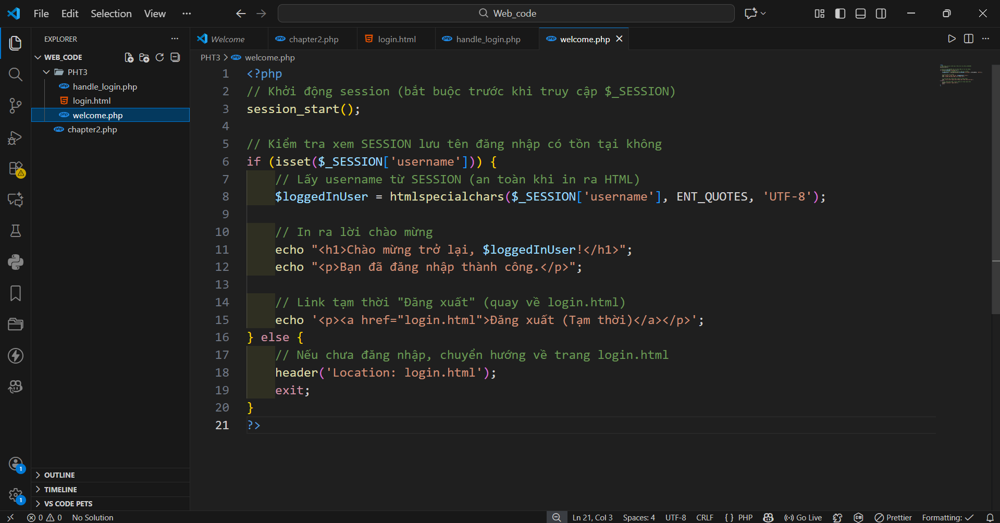 File Edit Selection View ··· Web_code
EXPLORER ···
WEB_CODE
PHT3
handle_login.php
login.html
welcome.php
chapter2.php
OUTLINE
TIMELINE
VS CODE PETS
Welcome chapter2.php login.html handle_login.php welcome.php
PHT3 > welcome.php
1 <?php
2 // Khởi động session (bắt buộc trước khi truy cập $_SESSION)
3 session_start();
4
5 // Kiểm tra xem SESSION lưu tên đăng nhập có tồn tại không
6 if (isset($_SESSION['username'])) {
7     // Lấy username từ SESSION (an toàn khi in ra HTML)
8     $loggedInUser = htmlspecialchars($_SESSION['username'], ENT_QUOTES, 'UTF-8');
9
10     // In ra lời chào mừng
11     echo "<h1>Chào mừng trở lại, $loggedInUser!</h1>";
12     echo "<p>Bạn đã đăng nhập thành công.</p>";
13
14     // Link tạm thời "Đăng xuất" (quay về login.html)
15     echo '<p><a href="login.html">Đăng xuất (Tạm thời)</a></p>';
16 } else {
17     // Nếu chưa đăng nhập, chuyển hướng về trang login.html
18     header('Location: login.html');
19     exit;
20 }
21 ?>
1
1
0 0 No Solution Ln 21, Col 3 Spaces: 4 UTF-8 CRLF { } PHP Go Live Prettier Formatting: ✓